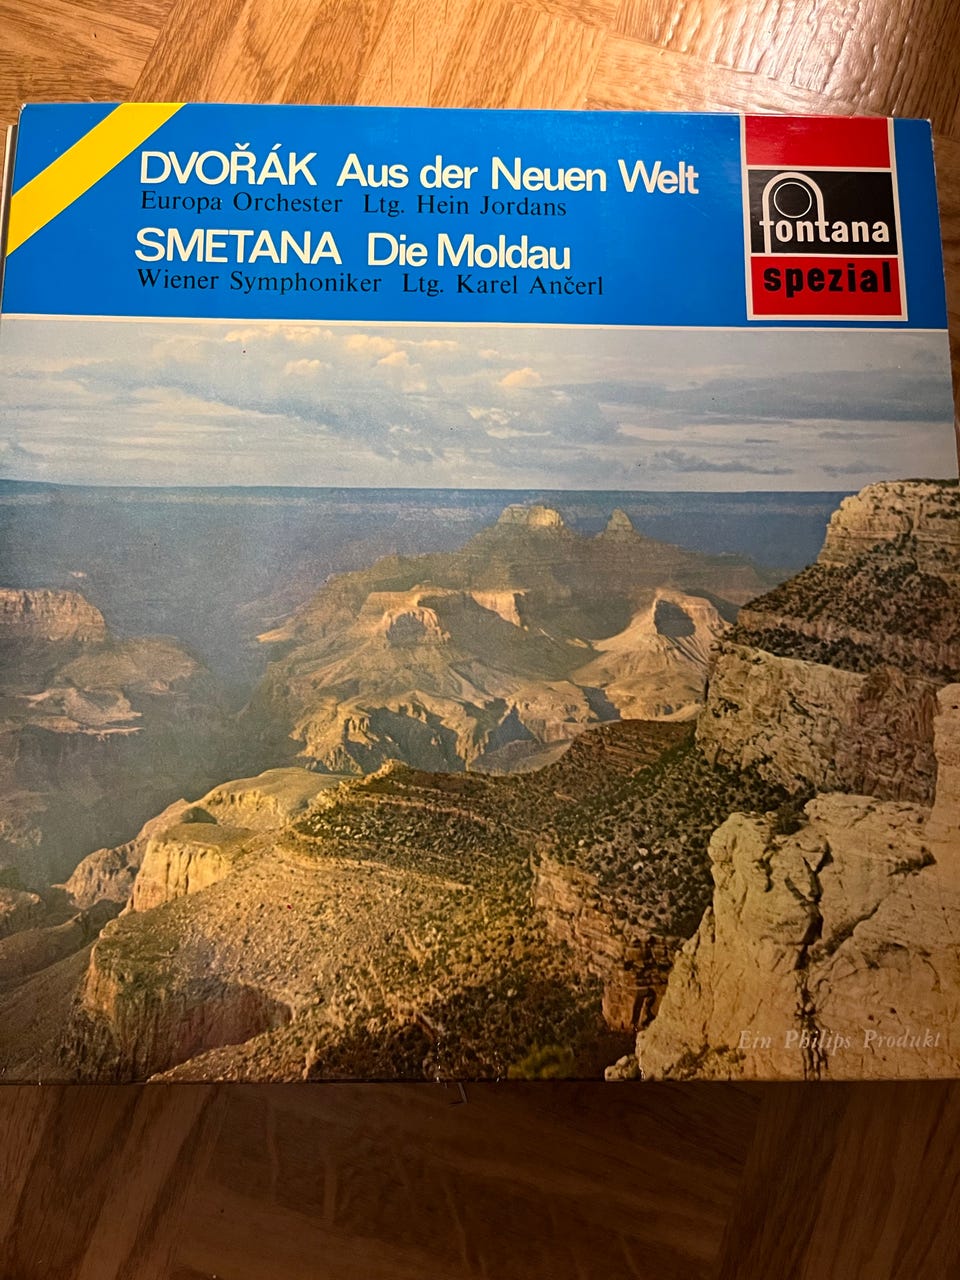 DVOŘÁK Aus der Neuen Welt
Europa Orchester Ltg. Hein Jordans
SMETANA Die Moldau
Wiener Symphoniker Ltg. Karel Ančerl
fontana
spezial
Ein Philips Produkt